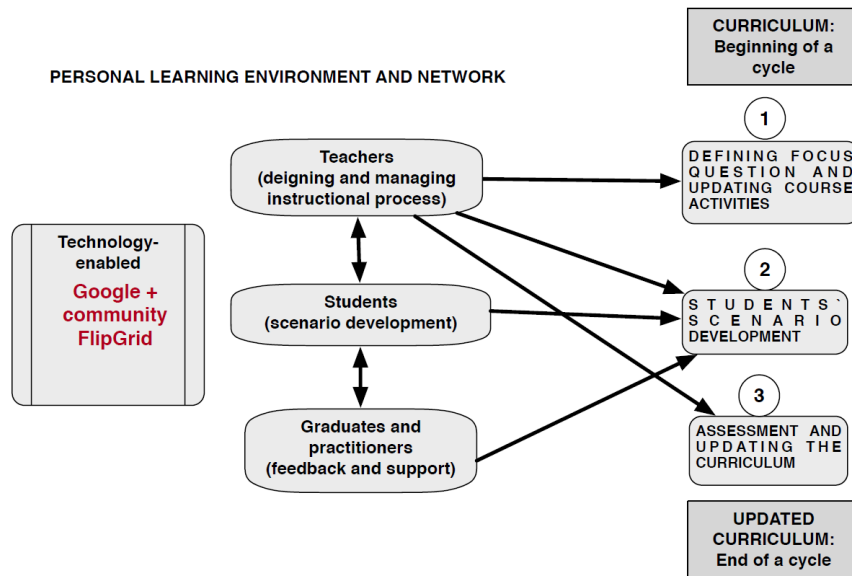 CURRICULUM:
Beginning of a
cycle
PERSONAL LEARNING ENVIRONMENT AND NETWORK
1
Teachers
(deigning and managing
instructional process)
DEFINING FOCUS
QUESTION AND
UPDATING COURSE
ACTIVITIES
Technology-
enabled
Google +
community
FlipGrid
2
Students
(scenario development)
STUDENTS`
SCENARIO
DEVELOPMENT
3
Graduates and
practitioners
(feedback and support)
ASSESSMENT AND
UPDATING THE
CURRICULUM
UPDATED
CURRICULUM:
End of a cycle